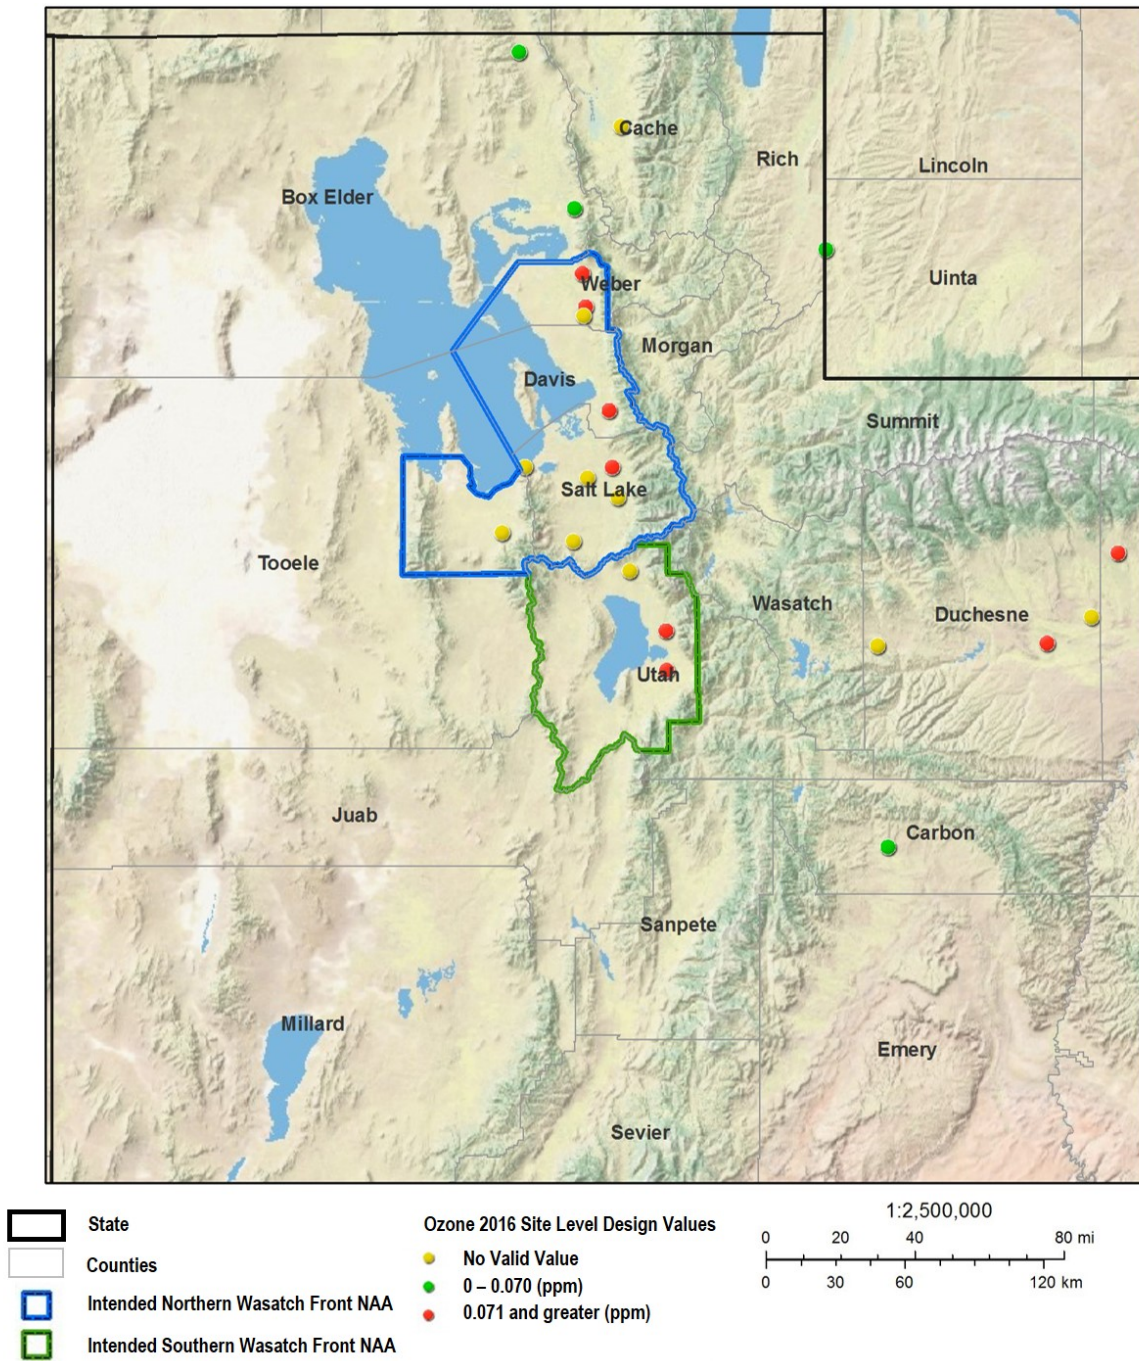 Cache
Rich
Lincoln
Box Elder
Uinta
Weber
Morgan
Davis
Summit
Salt Lake
Tooele
Wasatch
Duchesne
Utah
Juab
Carbon
Sanpete
Millard
Emery
Sevier
State
Counties
Intended Northern Wasatch Front NAA
Intended Southern Wasatch Front NAA
Ozone 2016 Site Level Design Values
No Valid Value
0 – 0.070 (ppm)
0.071 and greater (ppm)
1:2,500,000
0 20 40 80 mi
0 30 60 120 km